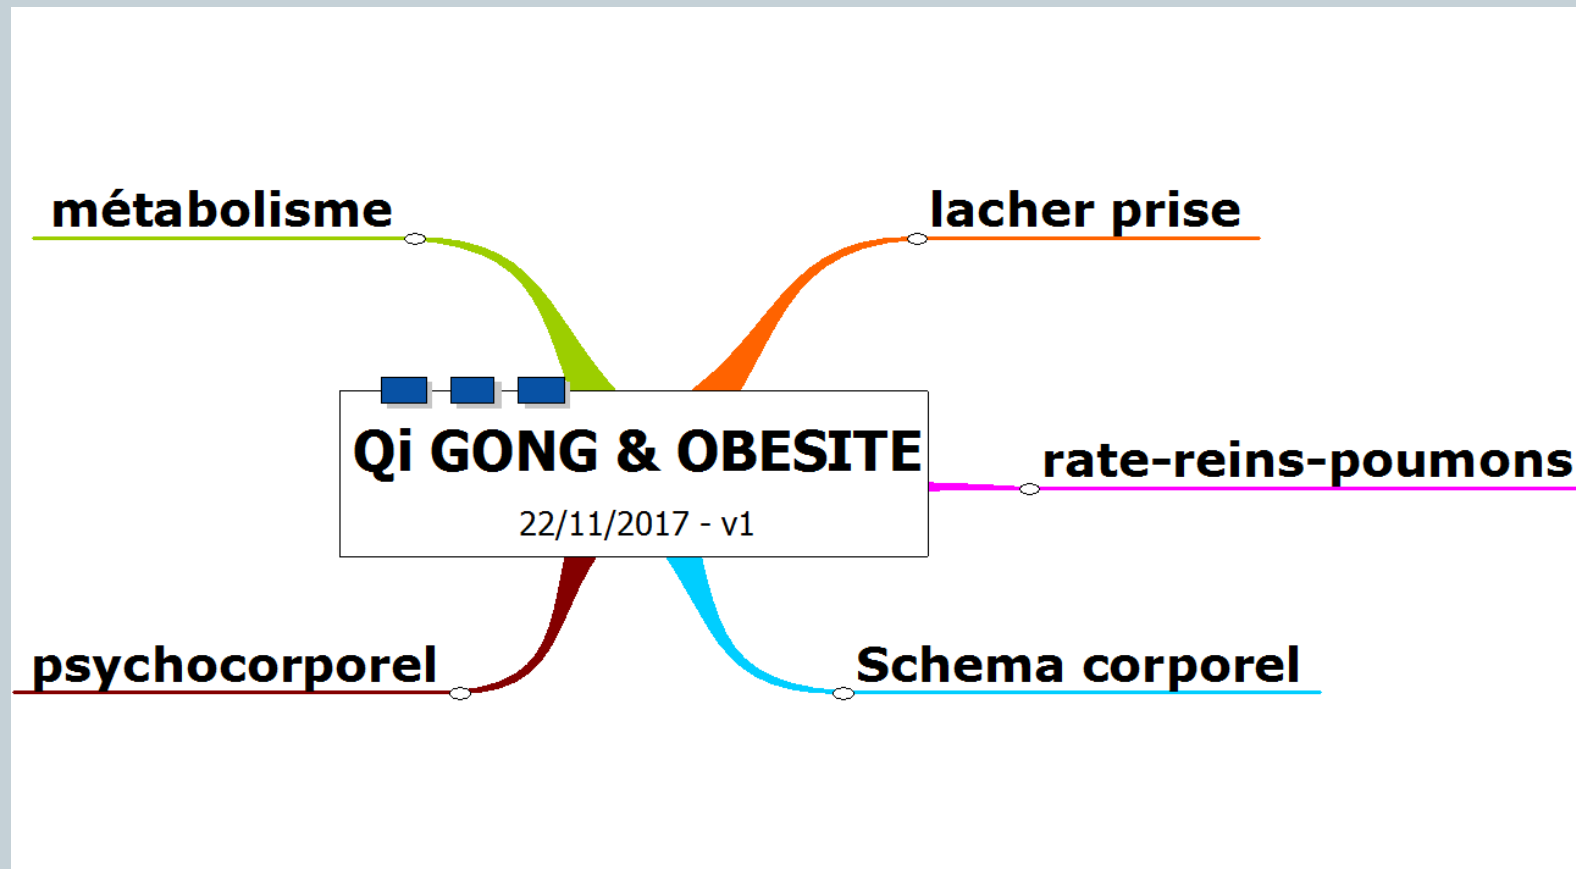 métabolisme
lacher prise
Qi GONG & OBESITE
22/11/2017 - v1
rate-reins-poumons
psychocorporel
Schema corporel